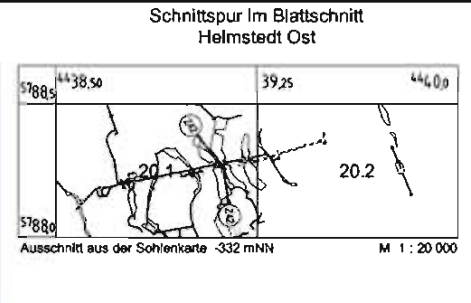 Schnittspur Im Blattschnitt
Helmstedt Ost
4438,50 39,25 4440,0
5788,5
20.1 20.2
5788,0
Ausschnitt aus der Sohlenkarte -332 mNN M 1 : 20 000